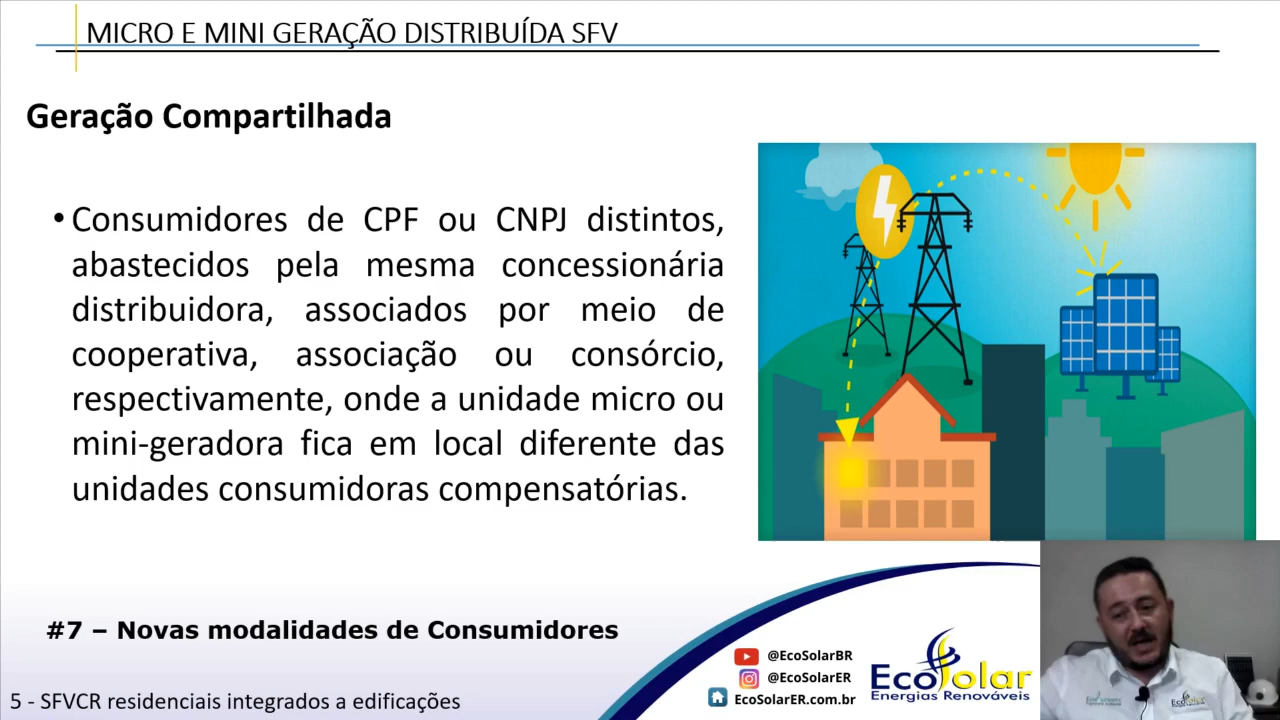 MICRO E MINI GERAÇÃO DISTRIBUÍDA SFV
Geração Compartilhada
• Consumidores de CPF ou CNPJ distintos,
abastecidos pela mesma concessionária
distribuidora, associados por meio de
cooperativa, associação ou consórcio,
respectivamente, onde a unidade micro ou
mini-geradora fica em local diferente das
unidades consumidoras compensatórias.
#7 – Novas modalidades de Consumidores
@EcoSolarBR
@EcoSolarER
EcoSolarER.com.br
EcoSolar
Energias Renováveis
5 - SFVCR residenciais integrados a edificações